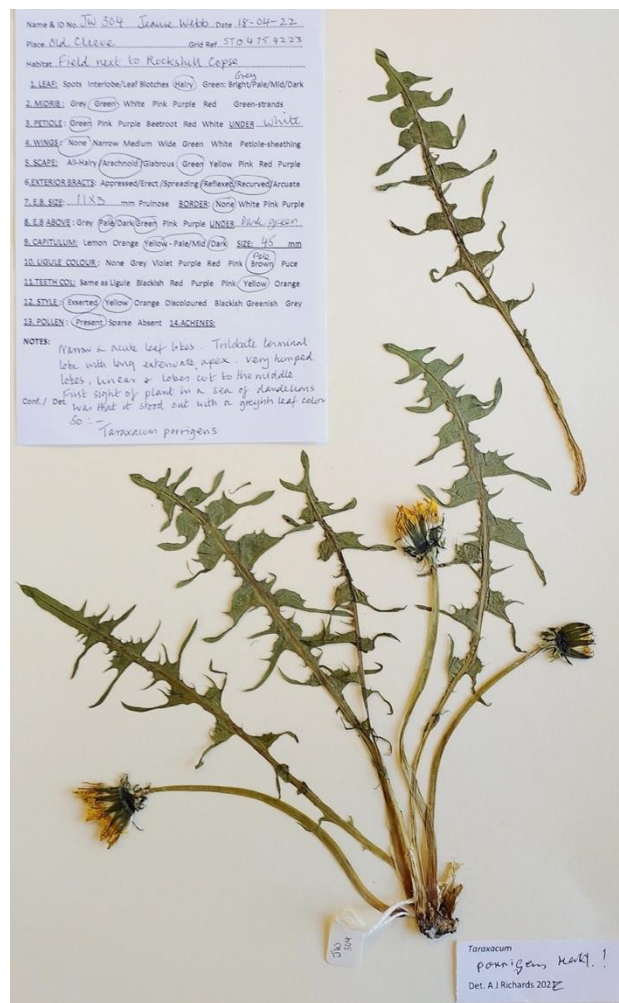 Name & ID No. JW 304 Jeanne Webb Date 18-04-22
Place Old Cleeve Grid Ref ST0475 4223
Habitat Field next to Rockshill Copse
Grey
1. LEAF: Spots Interlobe/Leaf Blotches Hairy Green: Bright/Pale/Mid/Dark
2. MIDRIB: Grey Green White Pink Purple Red Green-strands
3. PETIOLE: Green Pink Purple Beetroot Red White UNDER White
4. WINGS: None Narrow Medium Wide Green White Petiole-sheathing
5. SCAPE: All-Hairy Arachnoid/Glabrous Green Yellow Pink Red Purple
6.EXTERIOR BRACTS: Appressed/Erect/Spreading/Reflexed/Recurved/Arcuate
7. E.B. SIZE: 11x3 mm Pruinose BORDER: None White Pink Purple
8. E.B ABOVE: Grey Pale/Dark Green Pink Purple UNDER Dark green
9. CAPITULUM: Lemon Orange Yellow - Pale/Mid/Dark SIZE: 45 mm
Pale
10. LIGULE COLOUR: None Grey Violet Purple Red Pink Brown Puce
11.TEETH COL: Same as Ligule Blackish Red Purple Pink Yellow Orange
12. STYLE: Exserted Yellow Orange Discoloured Blackish Greenish Grey
13. POLLEN: Present Sparse Absent 14.ACHENES:
NOTES: Narrow & acute leaf lobes. Trilobate terminal
lobe with long extenuate apex. Very humped
lobes, linear & lobes cut to the middle
First sight of plant in a sea of dandelions
Conf./ Det. was that it stood out with a greyish leaf color
So :-
Taraxacum porrigens
JW
304
Taraxacum
porrigens !
Det. A J Richards 2022